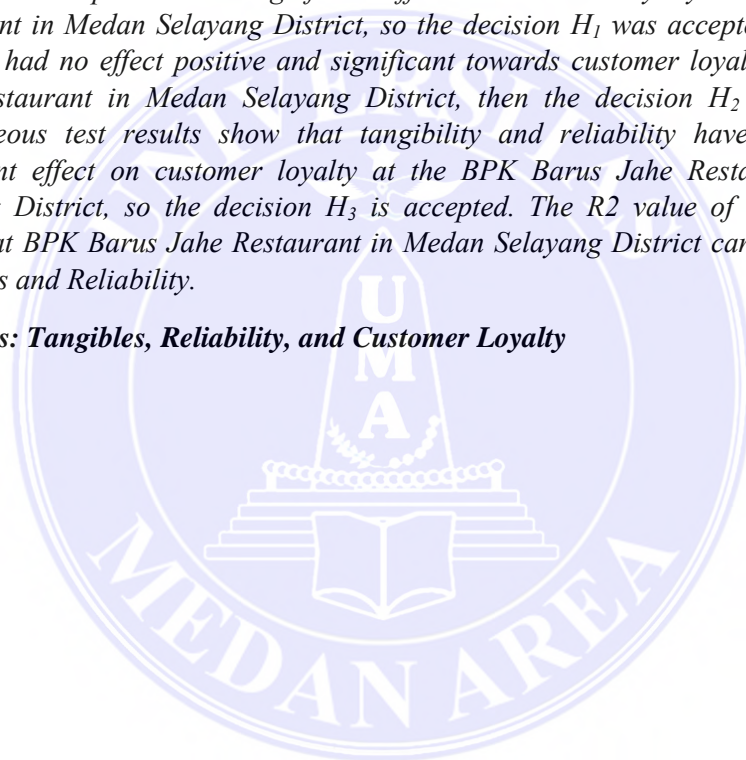 nt in Medan Selayang District, so the decision H₁ was accepte
had no effect positive and significant towards customer loyal
staurant in Medan Selayang District, then the decision H₂
eous test results show that tangibility and reliability have
nt effect on customer loyalty at the BPK Barus Jahe Resta
District, so the decision H₃ is accepted. The R2 value of
at BPK Barus Jahe Restaurant in Medan Selayang District can
s and Reliability.
s: Tangibles, Reliability, and Customer Loyalty
UNIVERSITAS
U
M
A
MEDAN AREA